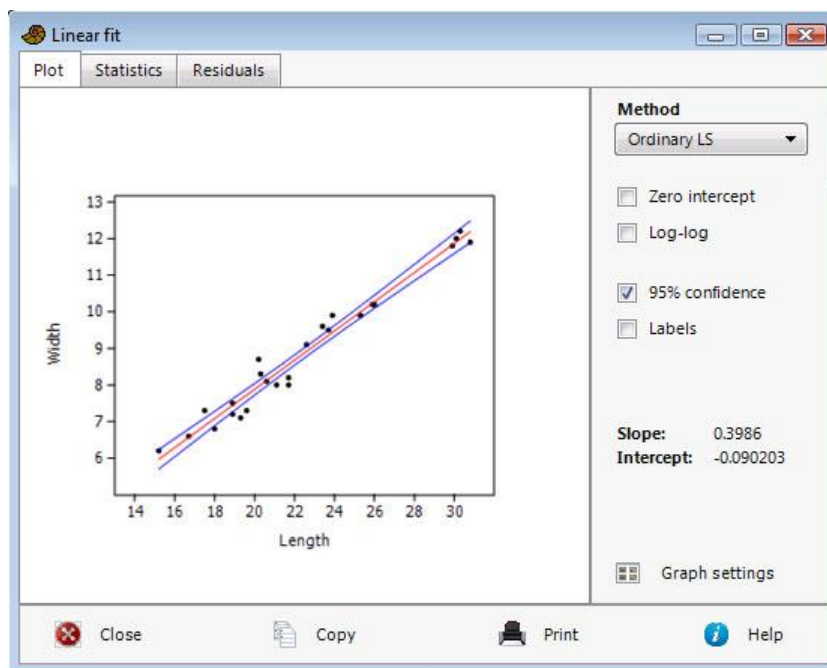 Linear fit
Plot Statistics Residuals
Method
Ordinary LS
Zero intercept
Log-log
95% confidence
Labels
Slope: 0.3986
Intercept: -0.090203
Graph settings
13
12
11
10
9
8
7
6
Width
14 16 18 20 22 24 26 28 30
Length
Close Copy Print Help